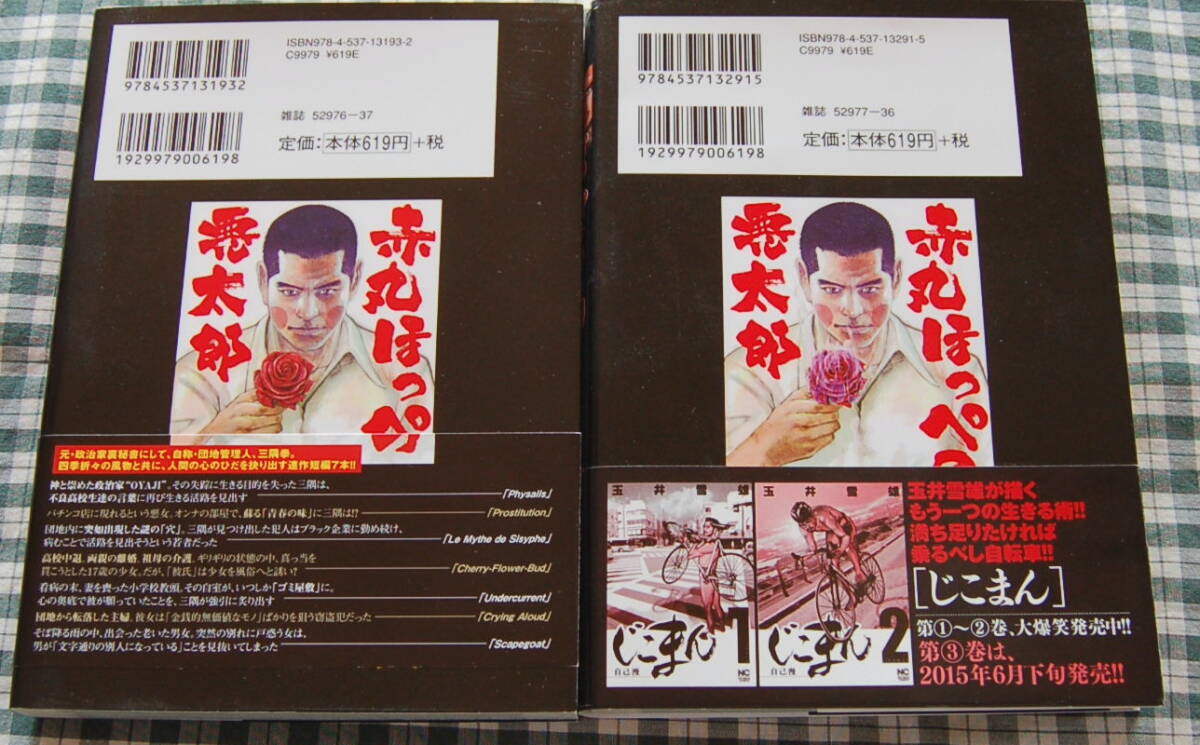 ISBN978-4-537-13193-2
C9979 ¥619E
9784537131932
雑誌 52976-37
定価:本体619円+税
1929979006198
赤丸ほっぺの
悪太郎
元・政治家裏秘書にして、自称・団地管理人、三隅拳。
四季折々の風物と共に、人間の心のひだを抉り出す連作短編7本!!
神と崇めた政治家“OYAJI”、その失踪に生きる目的を失った三隅は、
不良高校生達の言葉に再び生きる活路を見出す 「Physalis」
パチンコ店に現れるという悪女。オンナの部屋で、蘇る「青春の味」に三隅は!? 「Prostitution」
団地内に突如出現した謎の「穴」。三隅が見つけ出した犯人はブラック企業に勤め続け、
病むことで活路を見出そうという若者だった 「Le Mythe de Sisyphe」
高校中退、両親の離婚、祖母の介護。ギリギリの状態の中、真っ当を
貫こうとした17歳の少女。だが、「彼氏」は少女を風俗へと誘い? 「Cherry-Flower-Bud」
看病の末、妻を喪った小学校教頭。その自宅が、いつしか「ゴミ屋敷」に。
心の奥底で彼が願っていたことを、三隅が強引に炙り出す 「Undercurrent」
団地から転落した主婦。彼女は「金銭的無価値なモノ」ばかりを狙う窃盗犯だった 「Crying Aloud」
そぼ降る雨の中、出会った老いた男女。突然の別れに戸惑う女は、
男が「文字通りの別人になっている」ことを見抜いてしまった 「Scapegoat」
ISBN978-4-537-13291-5
C9979 ¥619E
9784537132915
雑誌 52977-36
定価:本体619円+税
1929979006198
赤丸ほっぺの
悪太郎
玉井雪雄
じこまん 1
自己漫
NC
玉井雪雄
じこまん 2
自己漫
NC
玉井雪雄が描く
もう一つの生きる術!!
満ち足りたければ
乗るべし自転車!!
[じこまん]
第①~②巻、大爆笑発売中!!
第③巻は、
2015年6月下旬発売!!